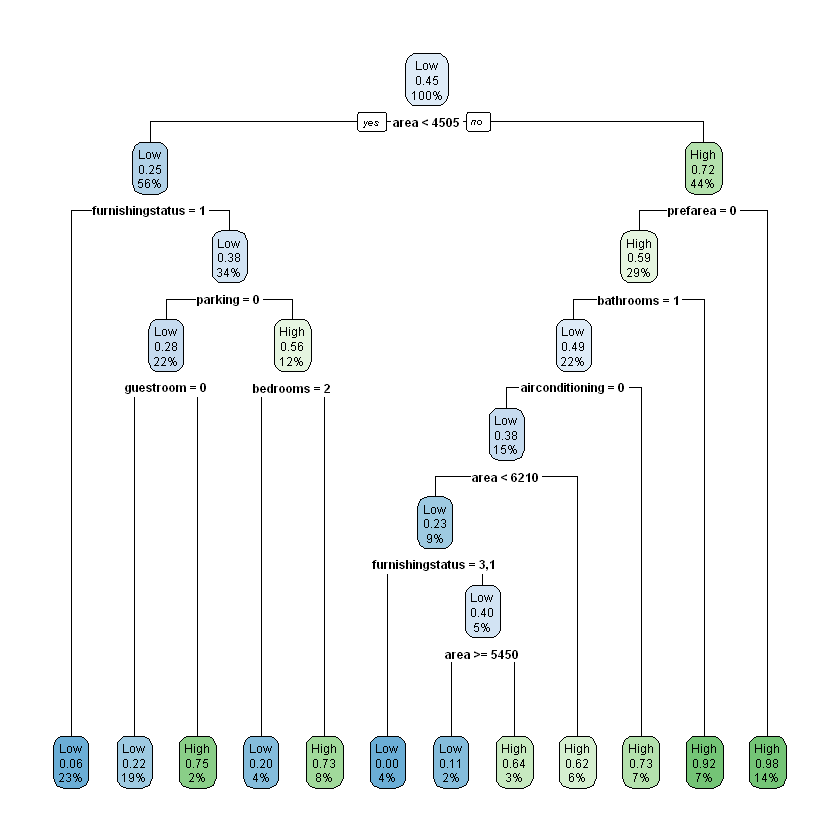 Low
0.45
100%
yes area < 4505 no
Low
0.25
56%
High
0.72
44%
furnishingstatus = 1
prefarea = 0
Low
0.38
34%
High
0.59
29%
parking = 0
bathrooms = 1
Low
0.28
22%
High
0.56
12%
Low
0.49
22%
guestroom = 0
bedrooms = 2
airconditioning = 0
Low
0.38
15%
area < 6210
Low
0.23
9%
furnishingstatus = 3,1
Low
0.40
5%
area >= 5450
Low
0.06
23%
Low
0.22
19%
High
0.75
2%
Low
0.20
4%
High
0.73
8%
Low
0.00
4%
Low
0.11
2%
High
0.64
3%
High
0.62
6%
High
0.73
7%
High
0.92
7%
High
0.98
14%